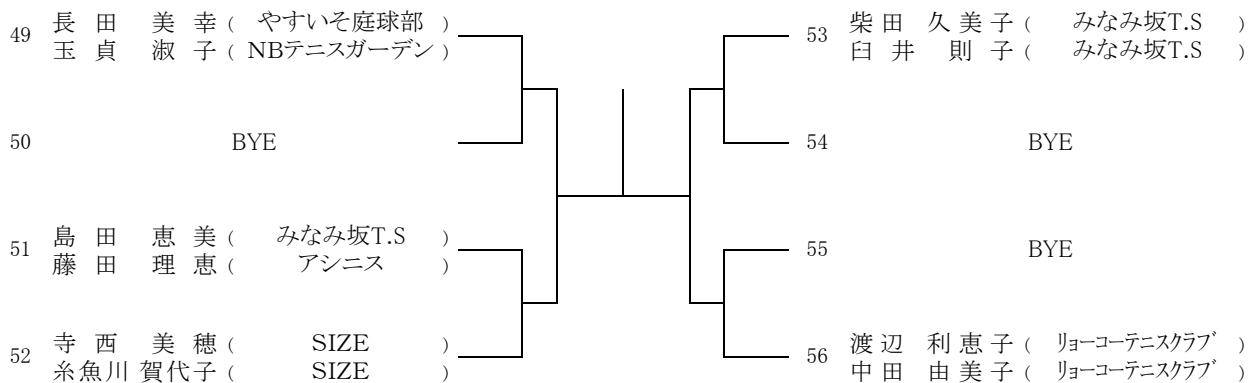 49 長田 美幸( やすいそ庭球部 )
玉貞 淑子( NBテニスガーデン )
50 BYE
51 島田 恵美( みなみ坂T.S )
藤田 理恵( アシニス )
52 寺西 美穂( SIZE )
糸魚川 賀代子( SIZE )
53 柴田 久美子( みなみ坂T.S )
臼井 則子( みなみ坂T.S )
54 BYE
55 BYE
56 渡辺 利恵子( リョーコーテニスクラブ )
中田 由美子( リョーコーテニスクラブ )